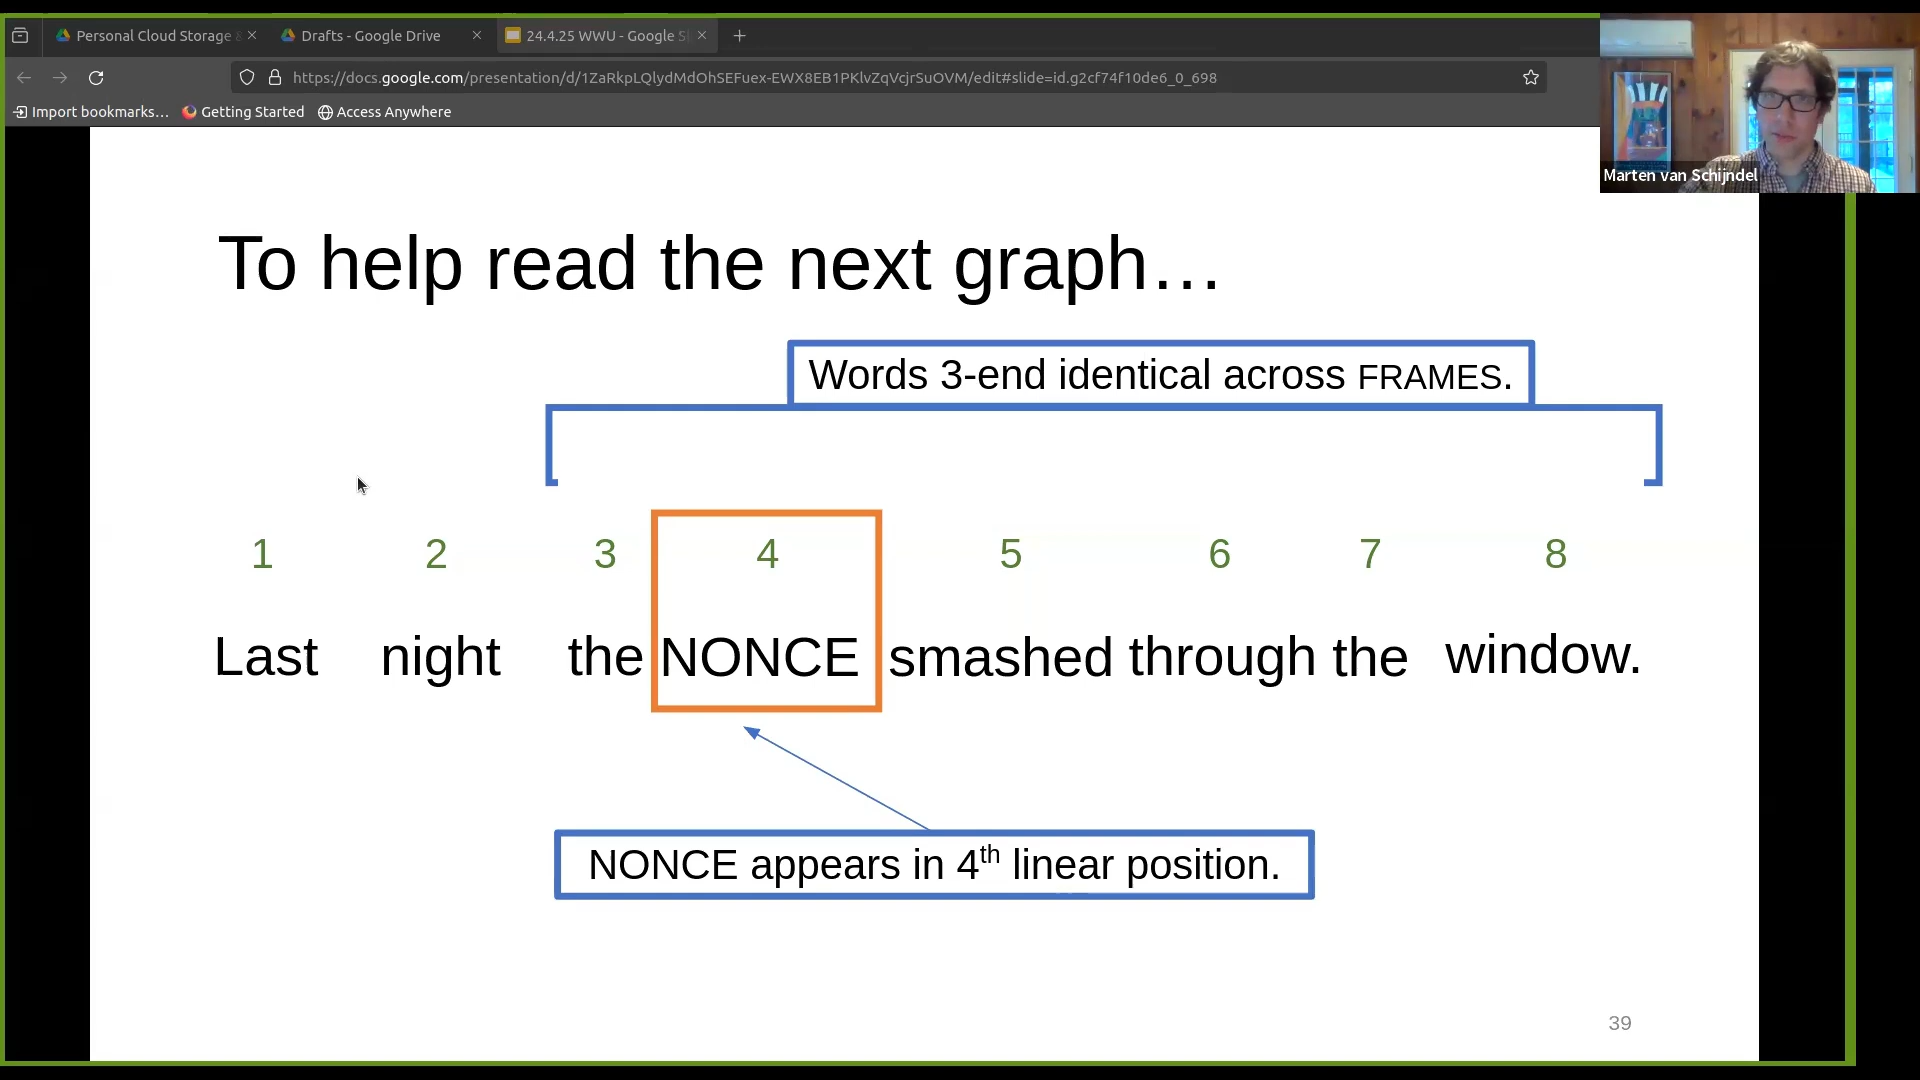 Personal Cloud Storage
Drafts - Google Drive
24.4.25 WWU - Google S
https://docs.google.com/presentation/d/1ZaRkpLQlydMdOhSEFuex-EWX8EB1PKlvZqVcjrSuOVM/edit#slide=id.g2cf74f10de6_0_698
Import bookmarks…
Getting Started
Access Anywhere
Marten van Schijndel
To help read the next graph…
Words 3-end identical across FRAMES.
1 2 3 4 5 6 7 8
Last night the NONCE smashed through the window.
NONCE appears in 4th linear position.
39